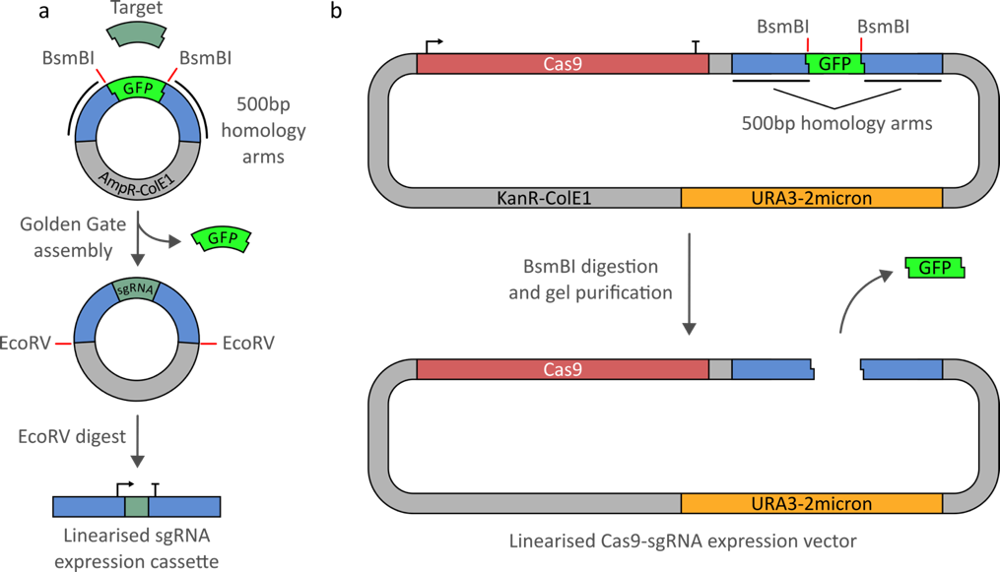 a
Target
BsmBI
BsmBI
GFP
500bp
homology
arms
AmpR-ColE1
Golden Gate
assembly
GFP
sgRNA
EcoRV
EcoRV
EcoRV digest
Linearised sgRNA
expression cassette
b
BsmBI
BsmBI
Cas9
GFP
500bp homology arms
KanR-ColE1
URA3-2micron
BsmBI digestion
and gel purification
GFP
Cas9
URA3-2micron
Linearised Cas9-sgRNA expression vector